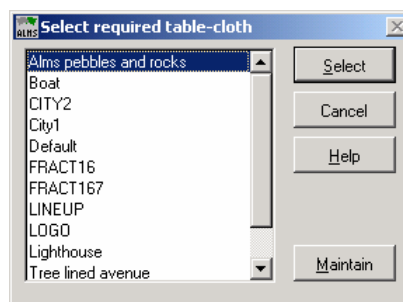 ALMS Select required table-cloth
Alms pebbles and rocks
Boat
CITY2
City1
Default
FRACT16
FRACT167
LINEUP
LOGO
Lighthouse
Tree lined avenue
Select
Cancel
Help
Maintain